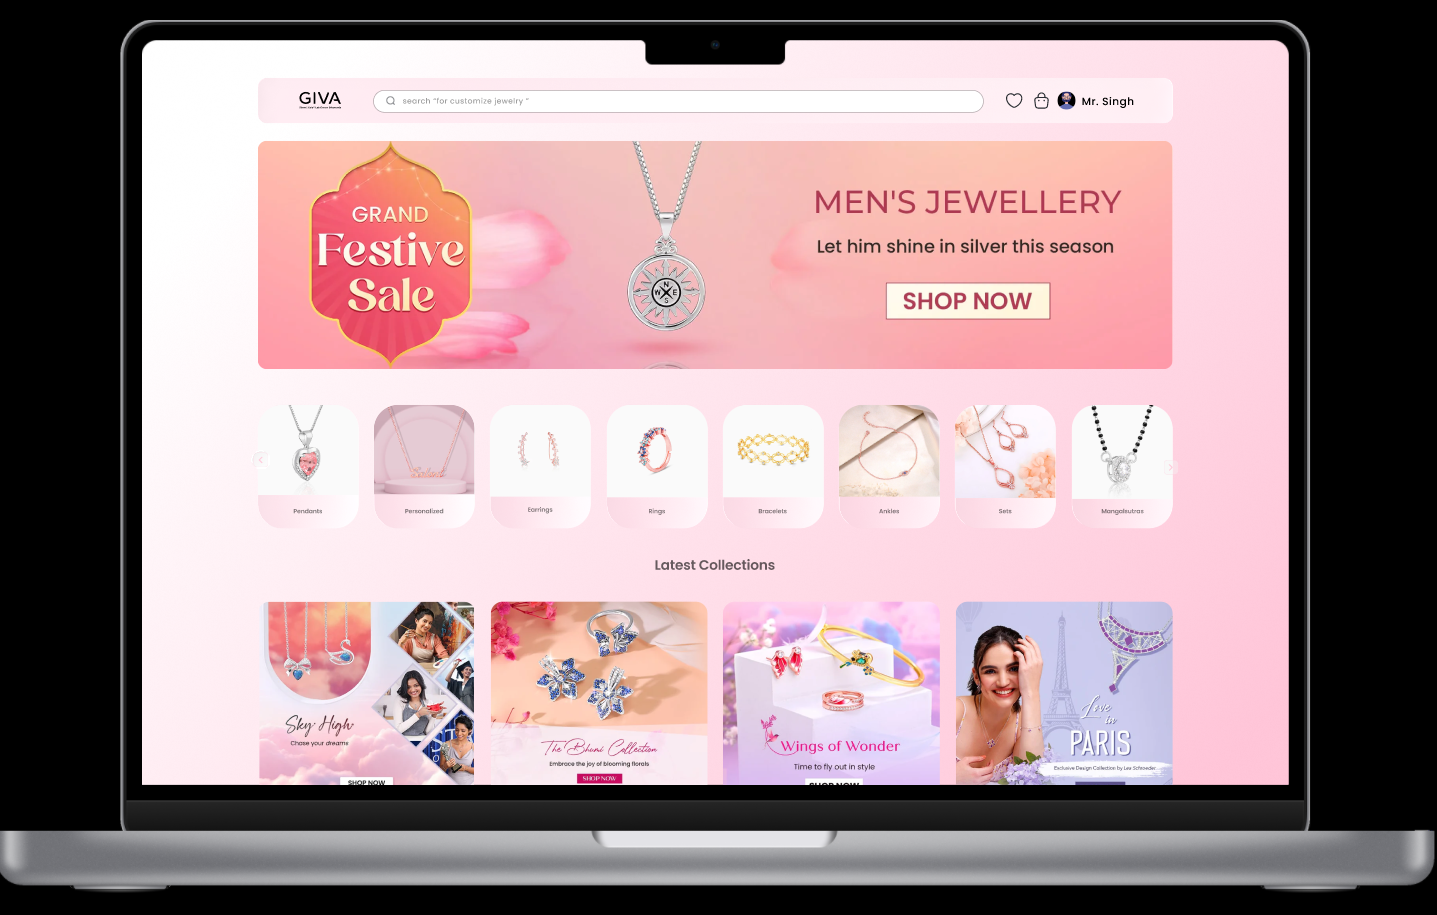 GIVA
search "for customize jewelry "
Mr. Singh
GRAND
Festive
Sale
N
W E
S
MEN'S JEWELLERY
Let him shine in silver this season
SHOP NOW
Pendants
Personalized
Earrings
Rings
Bracelets
Ankles
Sets
Mangalsutras
Latest Collections
Sky High
Chase your dreams
SHOP NOW
The Bhumi Collection
Embrace the joy of blooming florals
SHOP NOW
Wings of Wonder
Time to fly out in style
SHOP NOW
Love
in
PARIS
Exclusive Design Collection by Lea Schroeder